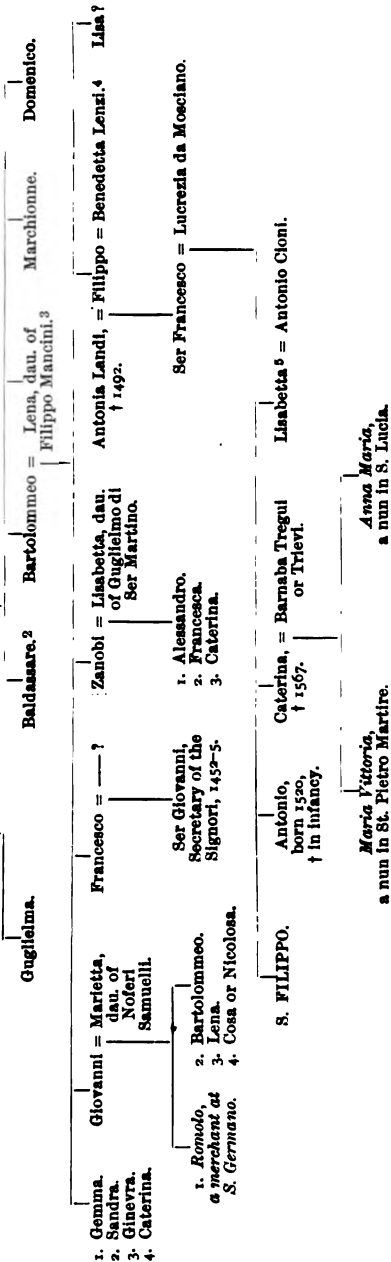 Guglielma.
Baldassare.²
Bartolommeo = Lena, dau. of
Filippo Mancini.³
Marchionne.
Domenico.
1. Gemma.
2. Sandra.
3. Ginevra.
4. Caterina.
Giovanni = Marietta,
dau. of
Noferi
Samuelli.
Francesco = — ?
Zanobi = Lisabetta, dau.
of Guglielmo di
Ser Martino.
Antonia Landi, = Filippo = Benedetta Lenzi.⁴
† 1492.
Lisa?
1. Romolo,
a merchant at
S. Germano.
2. Bartolommeo.
3. Lena.
4. Cosa or Nicolosa.
Ser Giovanni,
Secretary of the
Signori, 1452-5.
1. Alessandro.
2. Francesca.
3. Caterina.
Ser Francesco = Lucrezia da Mosciano.
S. FILIPPO.
Antonio,
born 1520,
† in infancy.
Caterina, = Barnaba Tregui
† 1567. or Trievi.
Lisabetta⁵ = Antonio Cioni.
Maria Vittoria,
a nun in St. Pietro Martire.
Anna Maria,
a nun in S. Lucia.